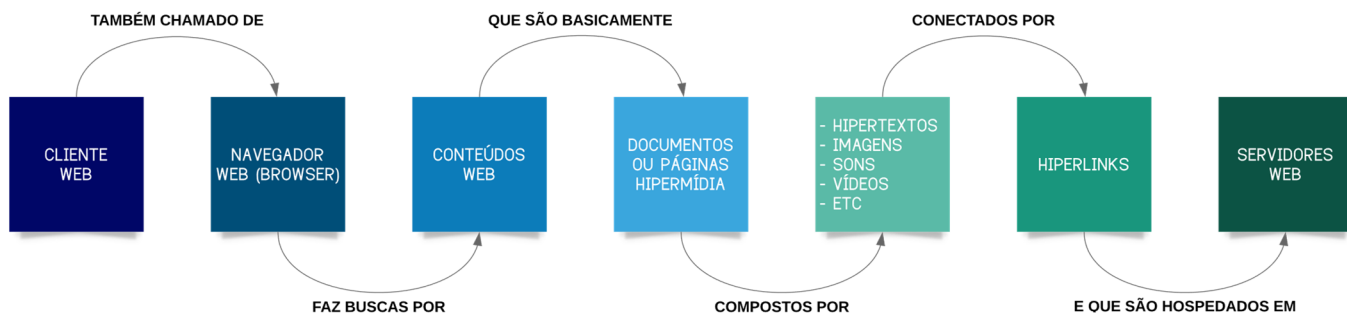 TAMBÉM CHAMADO DE
QUE SÃO BASICAMENTE
CONECTADOS POR
CLIENTE
WEB
NAVEGADOR
WEB (BROWSER)
CONTEÚDOS
WEB
DOCUMENTOS
OU PÁGINAS
HIPERMÍDIA
- HIPERTEXTOS
- IMAGENS
- SONS
- VÍDEOS
- ETC
HIPERLINKS
SERVIDORES
WEB
FAZ BUSCAS POR
COMPOSTOS POR
E QUE SÃO HOSPEDADOS EM